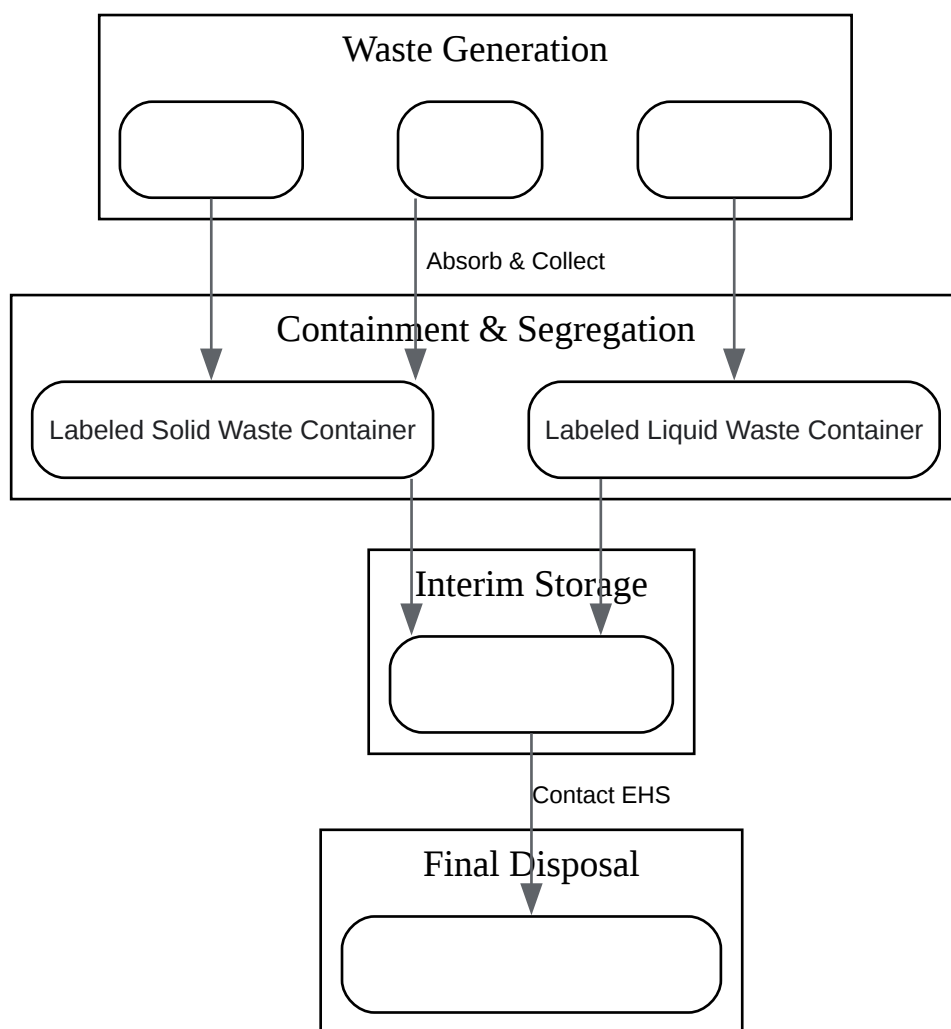 Waste Generation
Absorb & Collect
Containment & Segregation
Labeled Solid Waste Container
Labeled Liquid Waste Container
Interim Storage
Contact EHS
Final Disposal